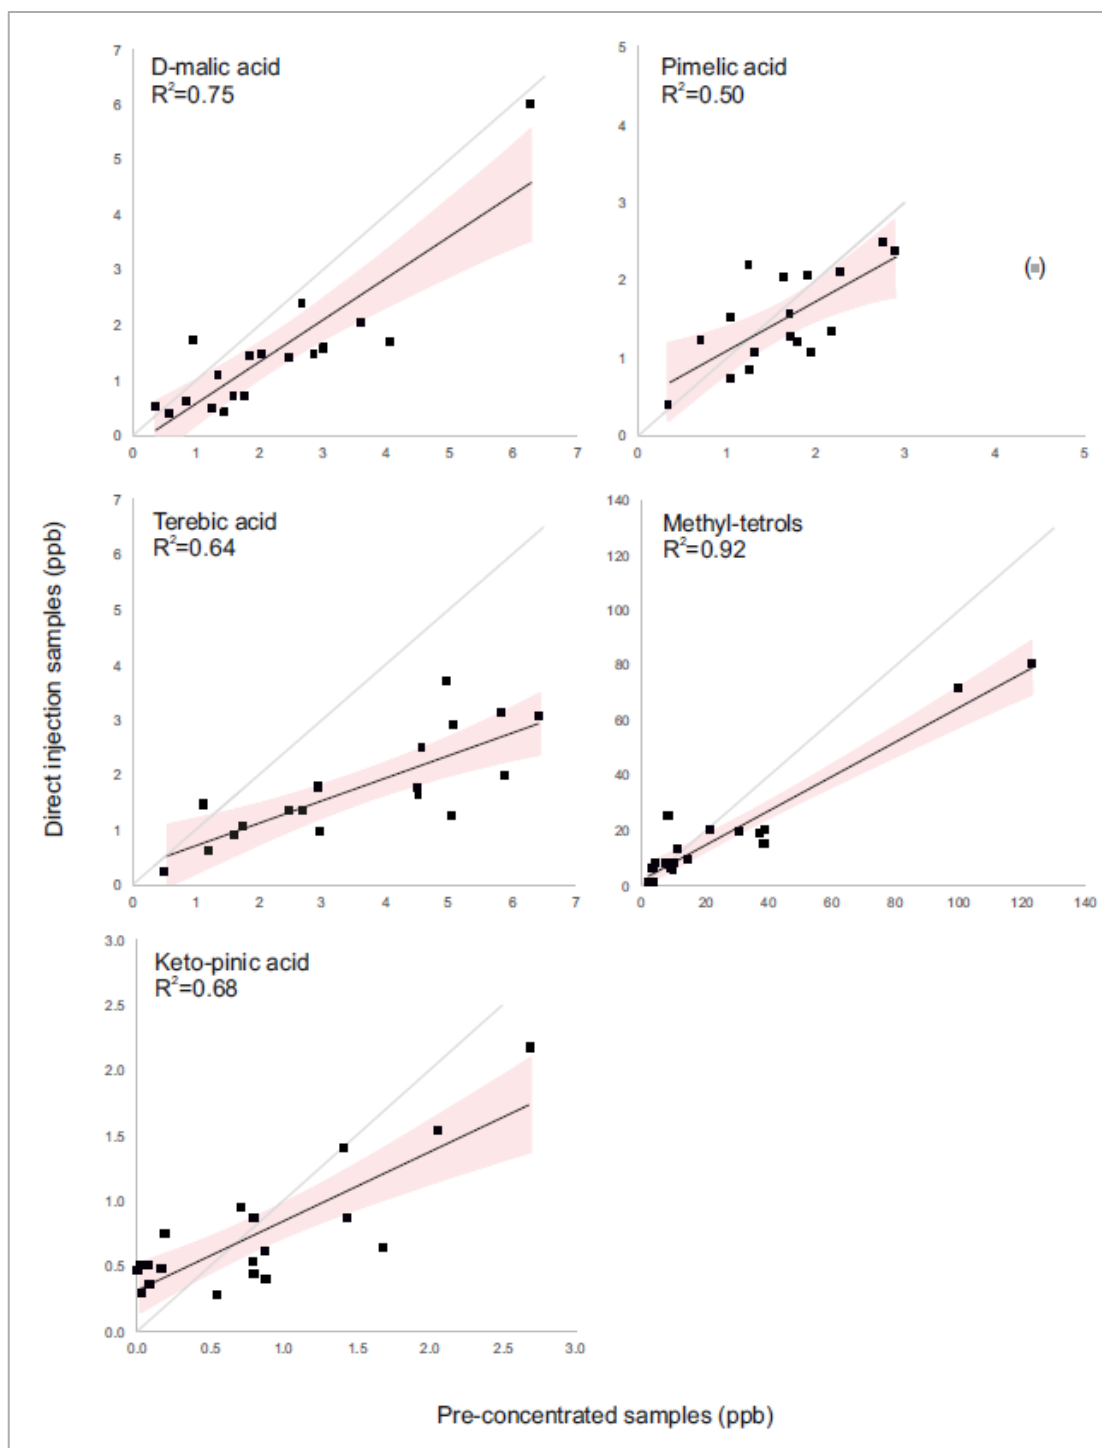 D-malic acid
R²=0.75
7
6
5
4
3
2
1
0
0 1 2 3 4 5 6 7
Pimelic acid
R²=0.50
5
4
3
2
1
0
0 1 2 3 4 5
( )
Terebic acid
R²=0.64
7
6
5
4
3
2
1
0
0 1 2 3 4 5 6 7
Methyl-tetrols
R²=0.92
140
120
100
80
60
40
20
0
0 20 40 60 80 100 120 140
Keto-pinic acid
R²=0.68
3.0
2.5
2.0
1.5
1.0
0.5
0.0
0.0 0.5 1.0 1.5 2.0 2.5 3.0
Direct injection samples (ppb)
Pre-concentrated samples (ppb)